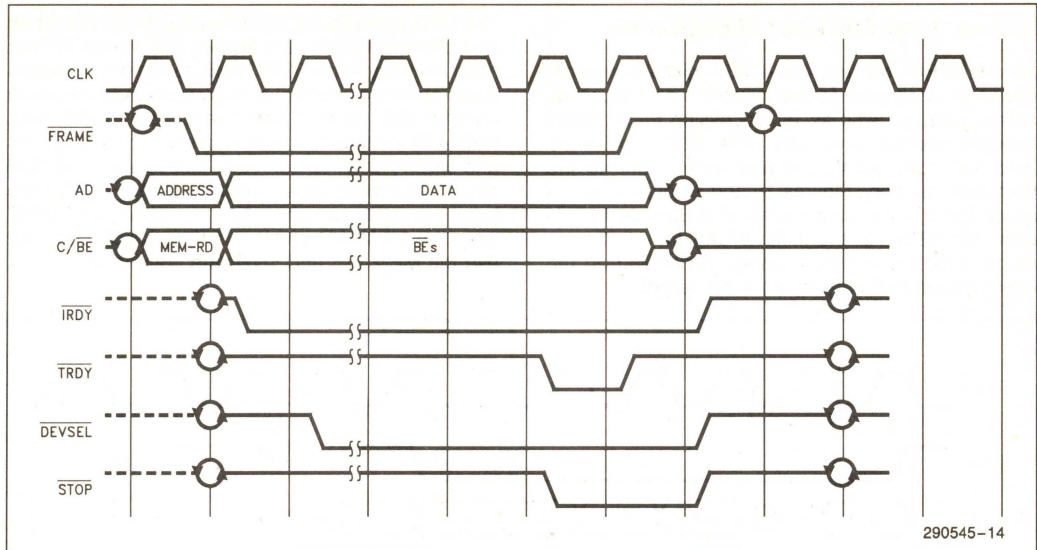 CLK
FRAME
AD ADDRESS DATA
C/BE MEM-RD BEs
IRDY
TRDY
DEVSEL
STOP
290545-14